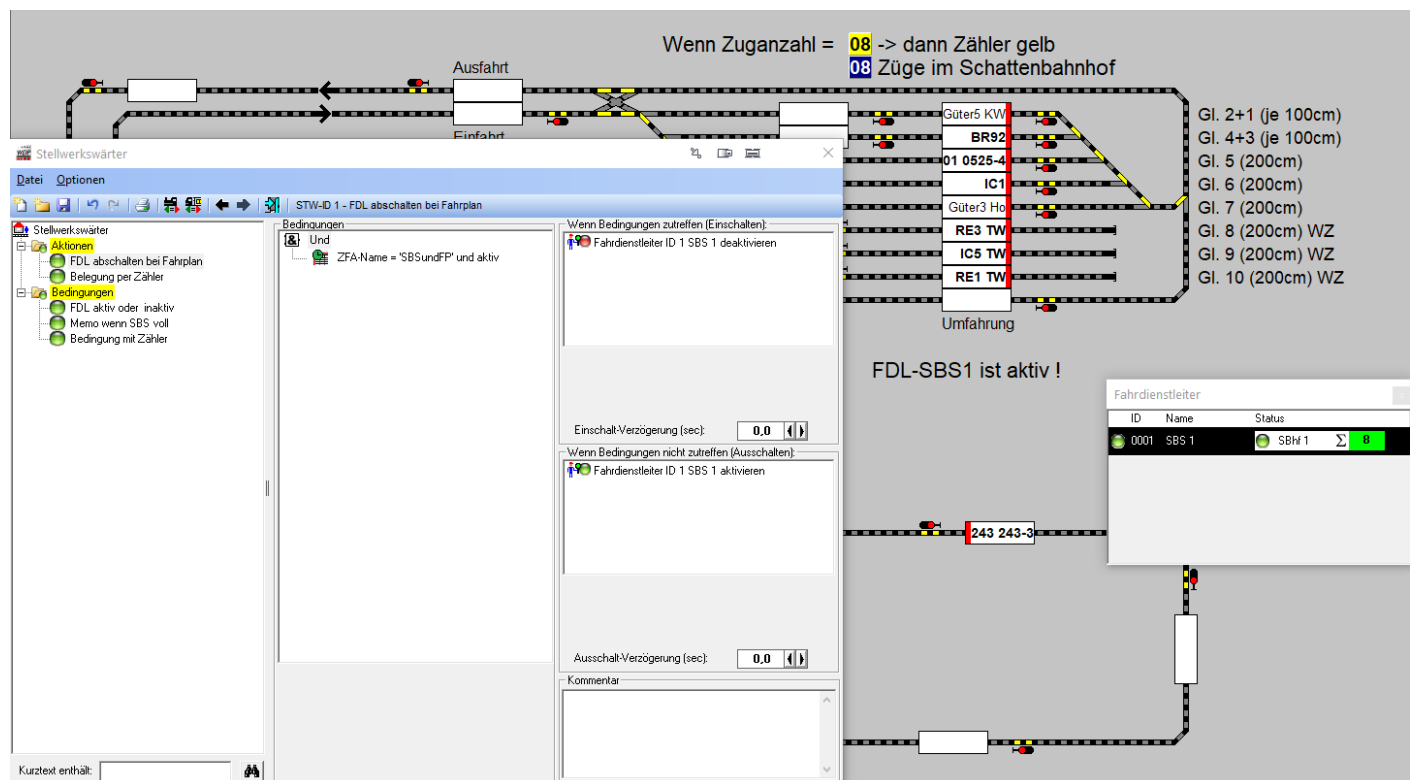 Wenn Zuganzahl = 08 -> dann Zähler gelb
08 Züge im Schattenbahnhof
Ausfahrt
Einfahrt
Güter5 KW
BR92
01 0525-4
IC1
Güter3 Ho
RE3 TW
IC5 TW
RE1 TW
Umfahrung
Gl. 2+1 (je 100cm)
Gl. 4+3 (je 100cm)
Gl. 5 (200cm)
Gl. 6 (200cm)
Gl. 7 (200cm)
Gl. 8 (200cm) WZ
Gl. 9 (200cm) WZ
Gl. 10 (200cm) WZ
FDL-SBS1 ist aktiv !
243 243-3
Stellwerkswärter
Datei Optionen
STW-ID 1 - FDL abschalten bei Fahrplan
Stellwerkswärter
Aktionen
FDL abschalten bei Fahrplan
Belegung per Zähler
Bedingungen
FDL aktiv oder inaktiv
Memo wenn SBS voll
Bedingung mit Zähler
Kurztext enthält:
Bedingungen
& Und
ZFA-Name = 'SBSundFP' und aktiv
Wenn Bedingungen zutreffen (Einschalten):
Fahrdienstleiter ID 1 SBS 1 deaktivieren
Einschalt-Verzögerung (sec): 0,0
Wenn Bedingungen nicht zutreffen (Ausschalten):
Fahrdienstleiter ID 1 SBS 1 aktivieren
Ausschalt-Verzögerung (sec): 0,0
Kommentar
Fahrdienstleiter
ID Name Status
0001 SBS 1 SBhf 1 Σ 8